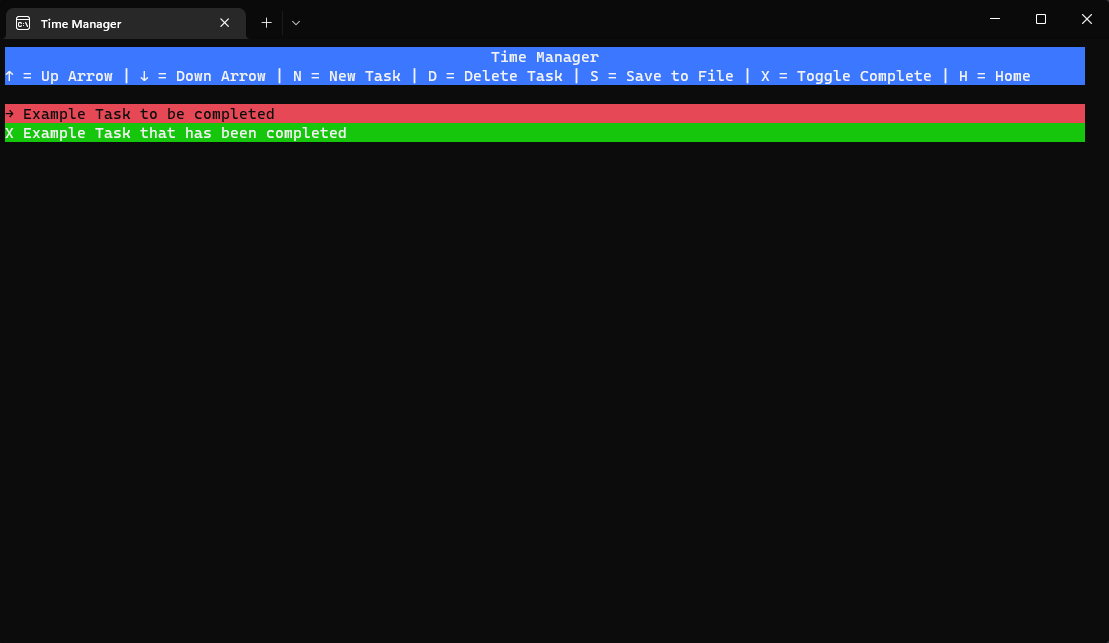 Time Manager
Time Manager
↑ = Up Arrow | ↓ = Down Arrow | N = New Task | D = Delete Task | S = Save to File | X = Toggle Complete | H = Home
→ Example Task to be completed
X Example Task that has been completed